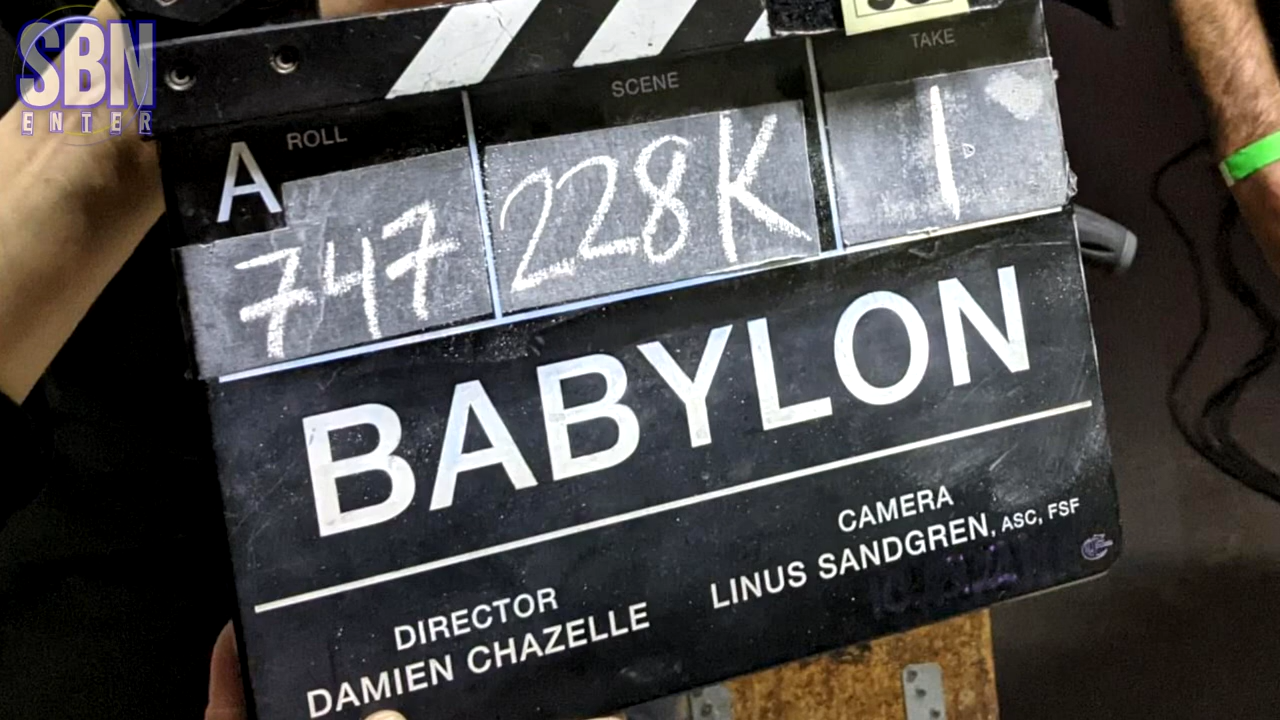 SBN
ENTER
ROLL
SCENE
TAKE
A
747
228K
1
BABYLON
DIRECTOR
DAMIEN CHAZELLE
CAMERA
LINUS SANDGREN, ASC, FSF